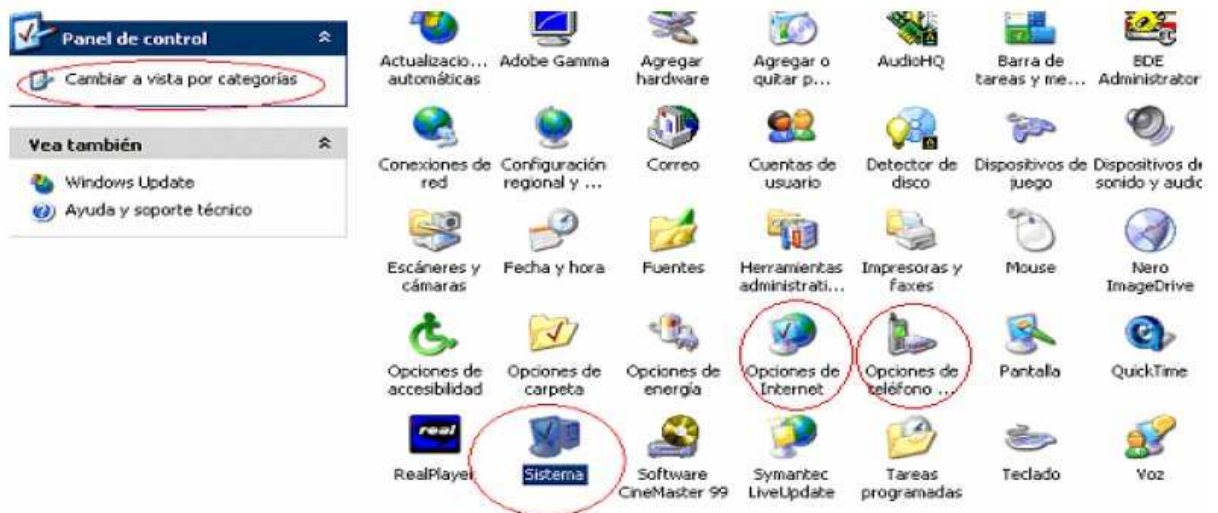 Panel de control
Cambiar a vista por categorías
Vea también
Windows Update
Ayuda y soporte técnico
Actualizacio... Adobe Gamma Agregar Agregar o AudioHQ Barra de BDE
automáticas hardware quitar p... tareas y me... Administrator
Conexiones de Configuración Correo Cuentas de Detector de Dispositivos de Dispositivos de
red regional y ... usuario disco juego sonido y audio
Escáneres y Fecha y hora Fuentes Herramientas Impresoras y Mouse Nero
cámaras administrati... faxes ImageDrive
Opciones de Opciones de Opciones de Opciones de Opciones de Pantalla QuickTime
accesibilidad carpeta energía Internet teléfono ...
real
RealPlayer Sistema Software Symantec Tareas Teclado Voz
CineMaster 99 LiveUpdate programadas